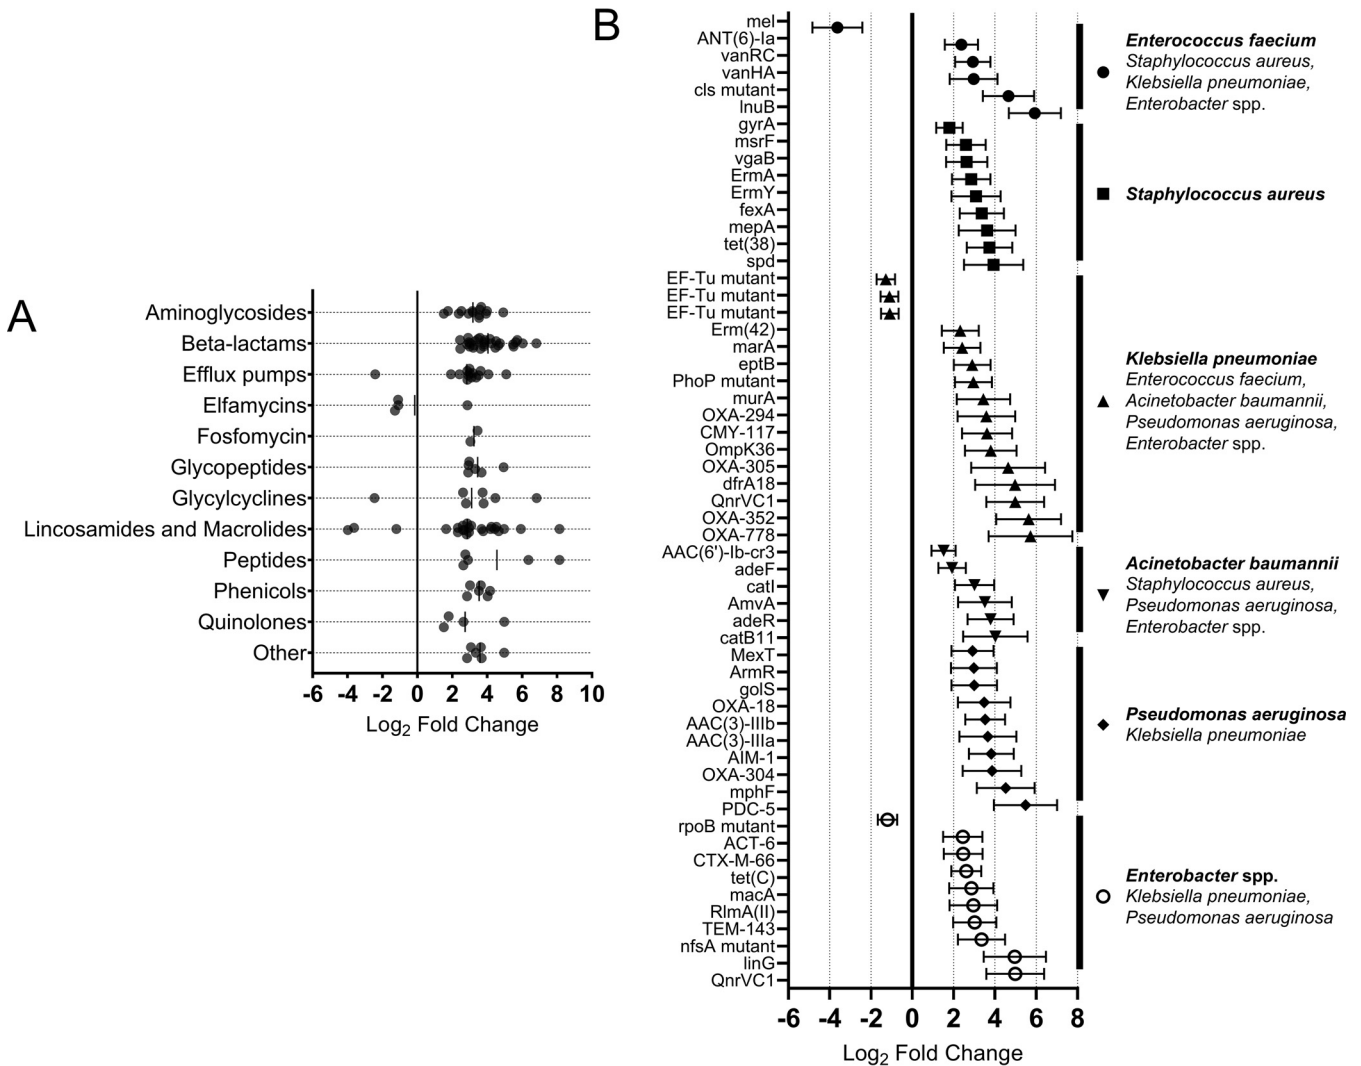 A
Aminoglycosides
Beta-lactams
Efflux pumps
Elfamycins
Fosfomycin
Glycopeptides
Glycylcyclines
Lincosamides and Macrolides
Peptides
Phenicols
Quinolones
Other
-6 -4 -2 0 2 4 6 8 10
Log2 Fold Change
B
mel
ANT(6)-Ia
vanRC
vanHA
cls mutant
lnuB
gyrA
msrF
vgaB
ErmA
ErmY
fexA
mepA
tet(38)
spd
EF-Tu mutant
EF-Tu mutant
EF-Tu mutant
Erm(42)
marA
eptB
PhoP mutant
murA
OXA-294
CMY-117
OmpK36
OXA-305
dfrA18
QnrVC1
OXA-352
OXA-778
AAC(6')-Ib-cr3
adeF
catI
AmvA
adeR
catB11
MexT
ArmR
golS
OXA-18
AAC(3)-IIIb
AAC(3)-IIIa
AIM-1
OXA-304
mphF
PDC-5
rpoB mutant
ACT-6
CTX-M-66
tet(C)
macA
RlmA(II)
TEM-143
nfsA mutant
linG
QnrVC1
-6 -4 -2 0 2 4 6 8
Log2 Fold Change
Enterococcus faecium
Staphylococcus aureus,
Klebsiella pneumoniae,
Enterobacter spp.
Staphylococcus aureus
Klebsiella pneumoniae
Enterococcus faecium,
Acinetobacter baumannii,
Pseudomonas aeruginosa,
Enterobacter spp.
Acinetobacter baumannii
Staphylococcus aureus,
Pseudomonas aeruginosa,
Enterobacter spp.
Pseudomonas aeruginosa
Klebsiella pneumoniae
Enterobacter spp.
Klebsiella pneumoniae,
Pseudomonas aeruginosa